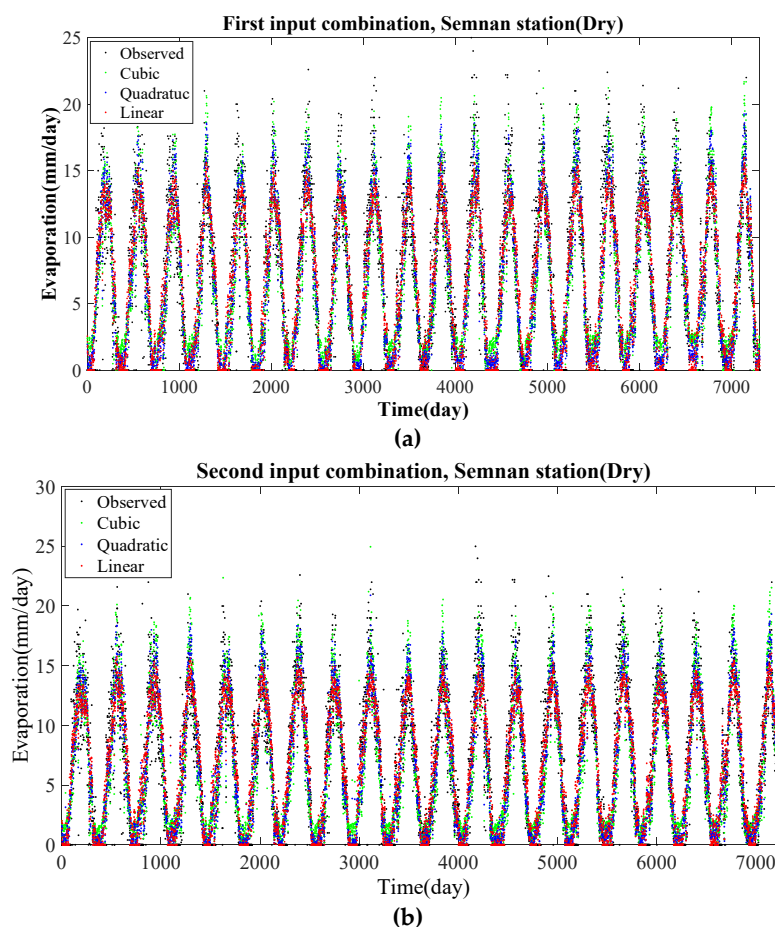 First input combination, Semnan station(Dry)
25
20
15
10
5
0
Evaporation(mm/day)
Observed
Cubic
Quadratuc
Linear
0 1000 2000 3000 4000 5000 6000 7000
Time(day)
(a)
Second input combination, Semnan station(Dry)
30
25
20
15
10
5
0
Evaporation(mm/day)
Observed
Cubic
Quadratic
Linear
0 1000 2000 3000 4000 5000 6000 7000
Time(day)
(b)